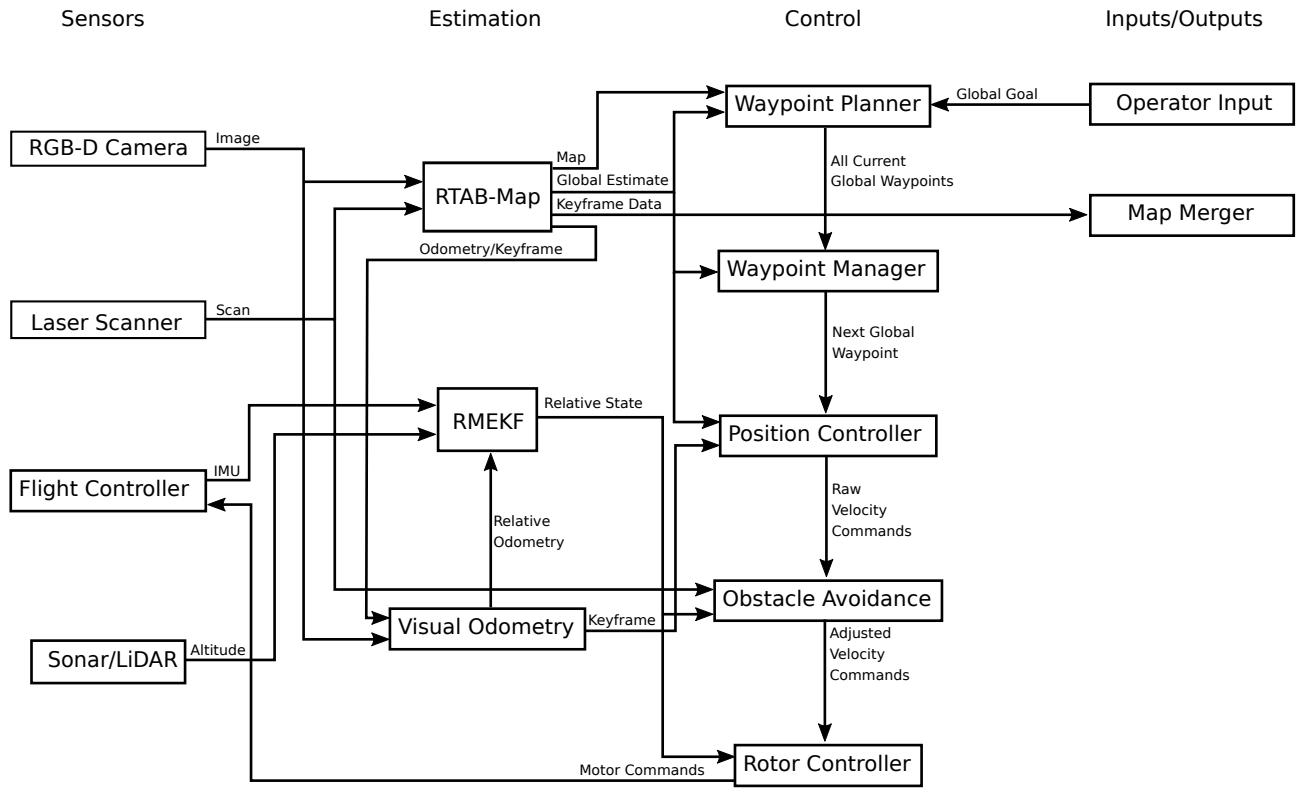 Sensors
Estimation
Control
Inputs/Outputs
Waypoint Planner
Global Goal
Operator Input
RGB-D Camera
Image
Map
All Current
Global Waypoints
RTAB-Map
Global Estimate
Keyframe Data
Map Merger
Odometry/Keyframe
Waypoint Manager
Laser Scanner
Scan
Next Global
Waypoint
RMEKF
Relative State
Position Controller
Flight Controller
IMU
Raw
Velocity
Commands
Relative
Odometry
Obstacle Avoidance
Visual Odometry
Keyframe
Adjusted
Velocity
Commands
Sonar/LiDAR
Altitude
Motor Commands
Rotor Controller